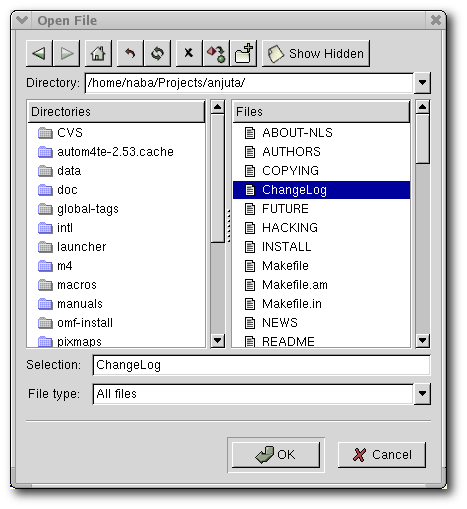 Open File
Show Hidden
Directory: /home/naba/Projects/anjuta/
Directories
CVS
autom4te-2.53.cache
data
doc
global-tags
intl
launcher
m4
macros
manuals
omf-install
pixmaps
Files
ABOUT-NLS
AUTHORS
COPYING
ChangeLog
FUTURE
HACKING
INSTALL
Makefile
Makefile.am
Makefile.in
NEWS
README
Selection: ChangeLog
File type: All files
OK Cancel